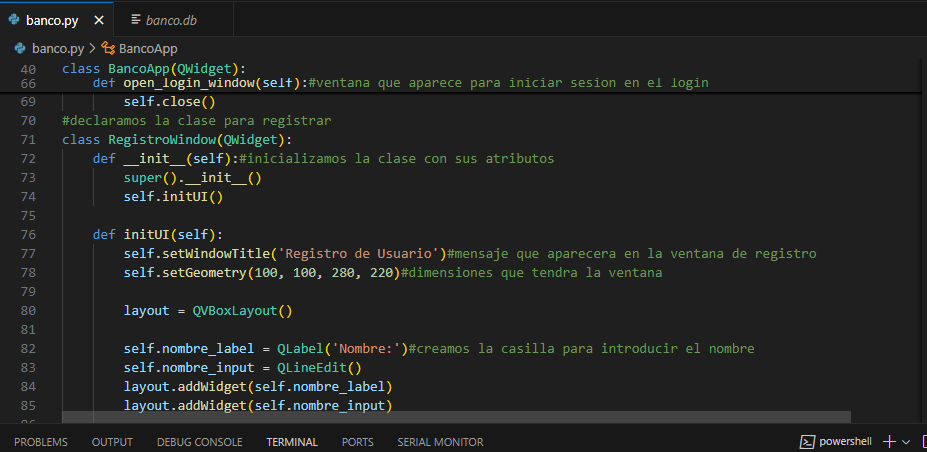 banco.py × banco.db
banco.py > BancoApp
40 class BancoApp(QWidget):
66     def open_login_window(self):#ventana que aparece para iniciar sesion en el login
69         self.close()
70 #declaramos la clase para registrar
71 class RegistroWindow(QWidget):
72     def __init__(self):#inicializamos la clase con sus atributos
73         super().__init__()
74         self.initUI()
75
76     def initUI(self):
77         self.setWindowTitle('Registro de Usuario')#mensaje que aparecera en la ventana de registro
78         self.setGeometry(100, 100, 280, 220)#dimensiones que tendra la ventana
79
80         layout = QVBoxLayout()
81
82         self.nombre_label = QLabel('Nombre:')#creamos la casilla para introducir el nombre
83         self.nombre_input = QLineEdit()
84         layout.addWidget(self.nombre_label)
85         layout.addWidget(self.nombre_input)
PROBLEMS OUTPUT DEBUG CONSOLE TERMINAL PORTS SERIAL MONITOR powershell